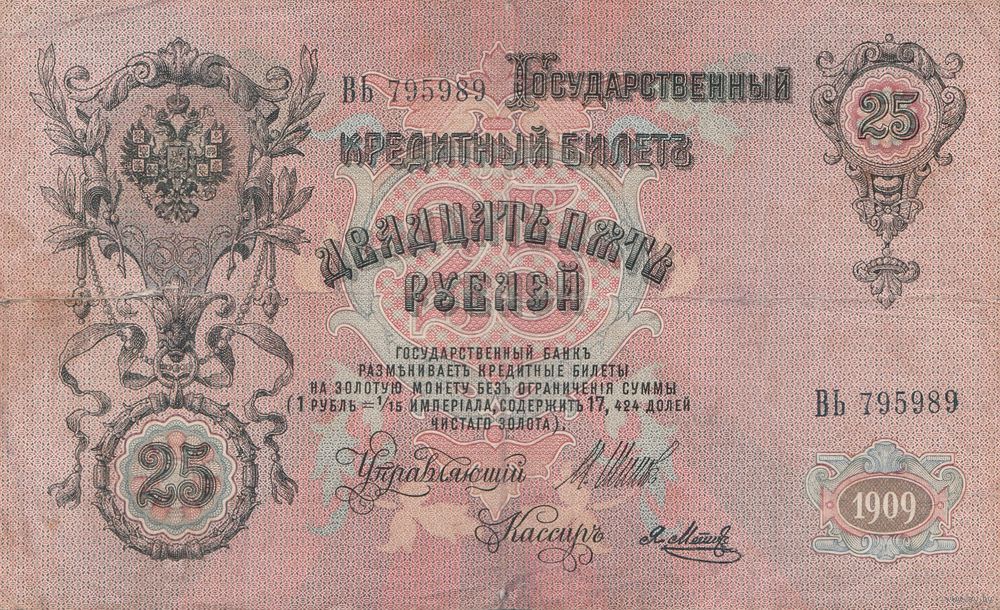 ВЬ 795989 ГОСУДАРСТВЕННЫЙ
КРЕДИТНЫЙ БИЛЕТЪ
25
ДВАДЦАТЬ ПЯТЬ
РУБЛЕЙ
25
ГОСУДАРСТВЕННЫЙ БАНКЪ
РАЗМѢНИВАЕТЪ КРЕДИТНЫЕ БИЛЕТЫ
НА ЗОЛОТУЮ МОНЕТУ БЕЗЪ ОГРАНИЧЕНІЯ СУММЫ
(1 РУБЛЬ = 1/15 ИМПЕРІАЛА, СОДЕРЖИТЪ 17, 424 ДОЛЕЙ
ЧИСТАГО ЗОЛОТА).
ВЬ 795989
25
Управляющій
Кассиръ
1909